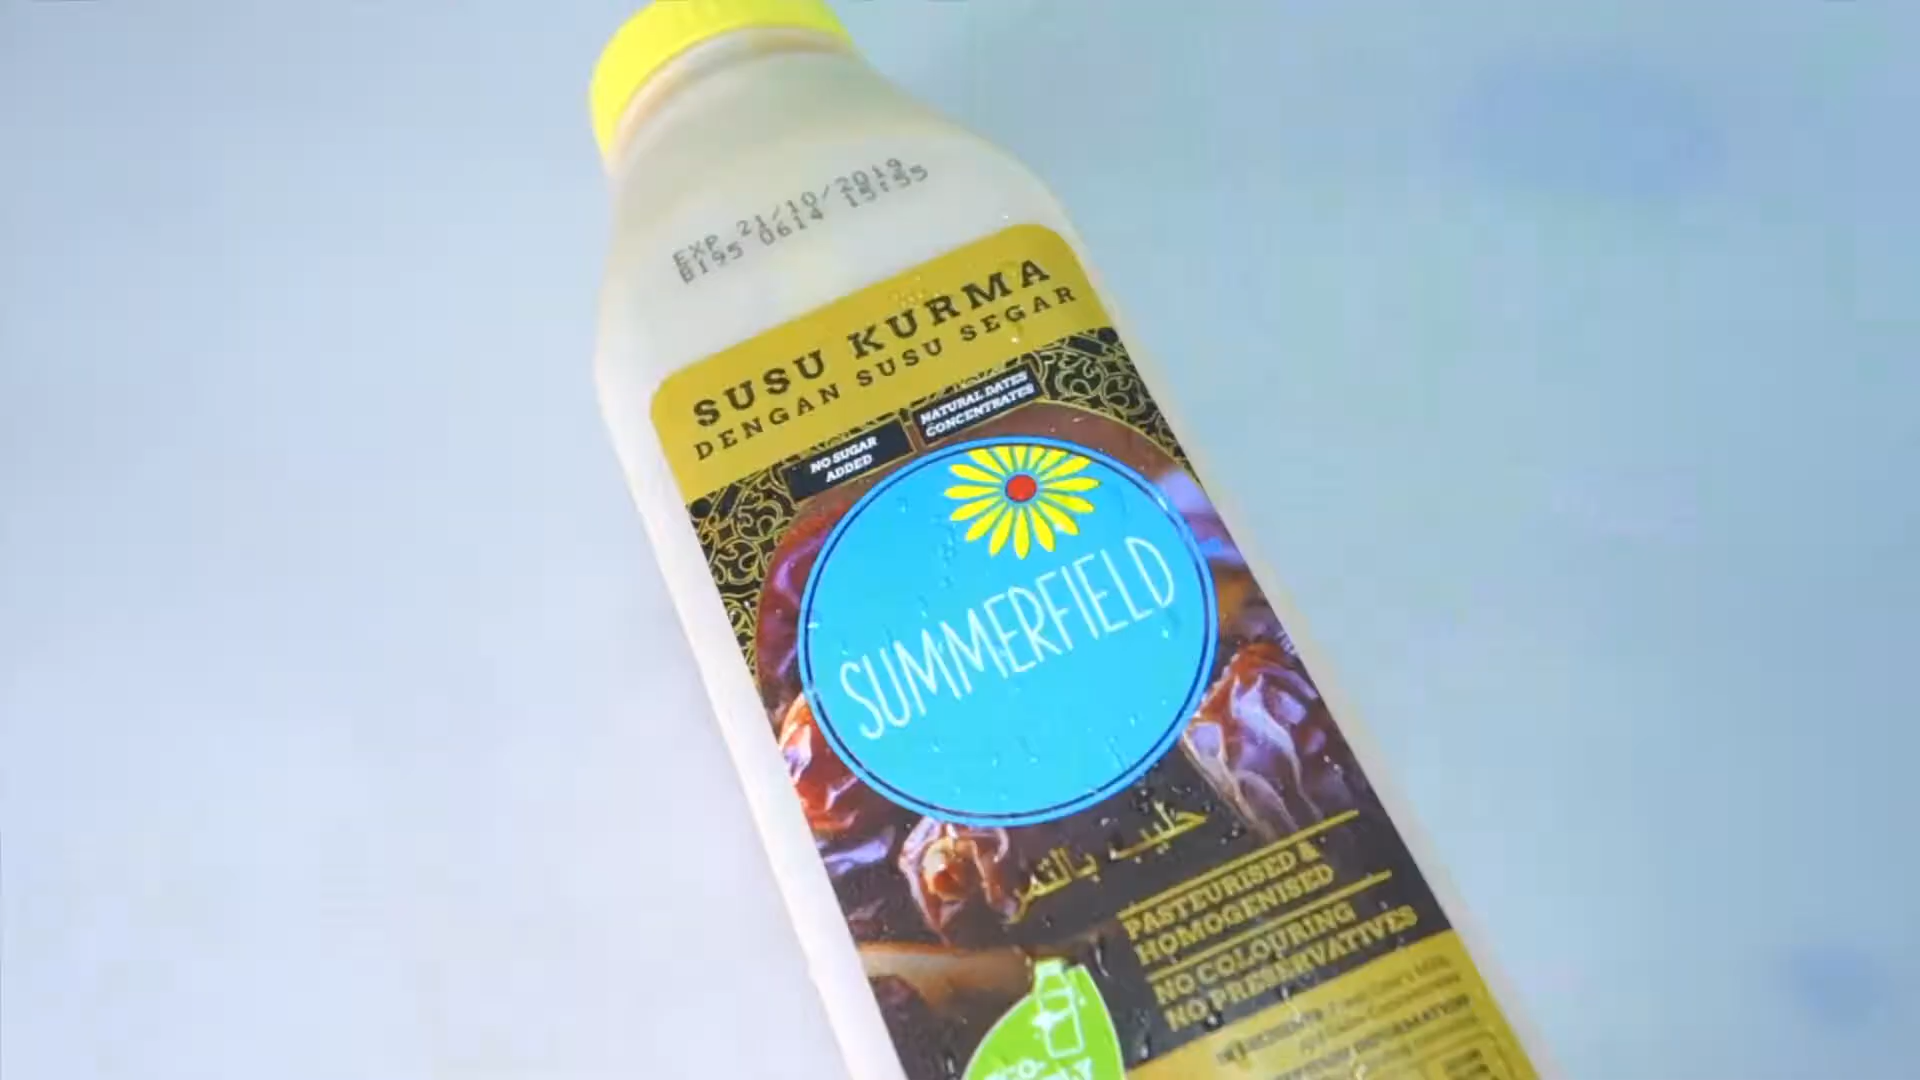 EXP 21/10/2019
B195 0614 15:55
SUSU KURMA
DENGAN SUSU SEGAR
NO SUGAR
ADDED
NATURAL DATES
CONCENTRATES
SUMMERFIELD
حليب بالتمر
PASTEURISED &
HOMOGENISED
NO COLOURING
NO PRESERVATIVES
ECO-